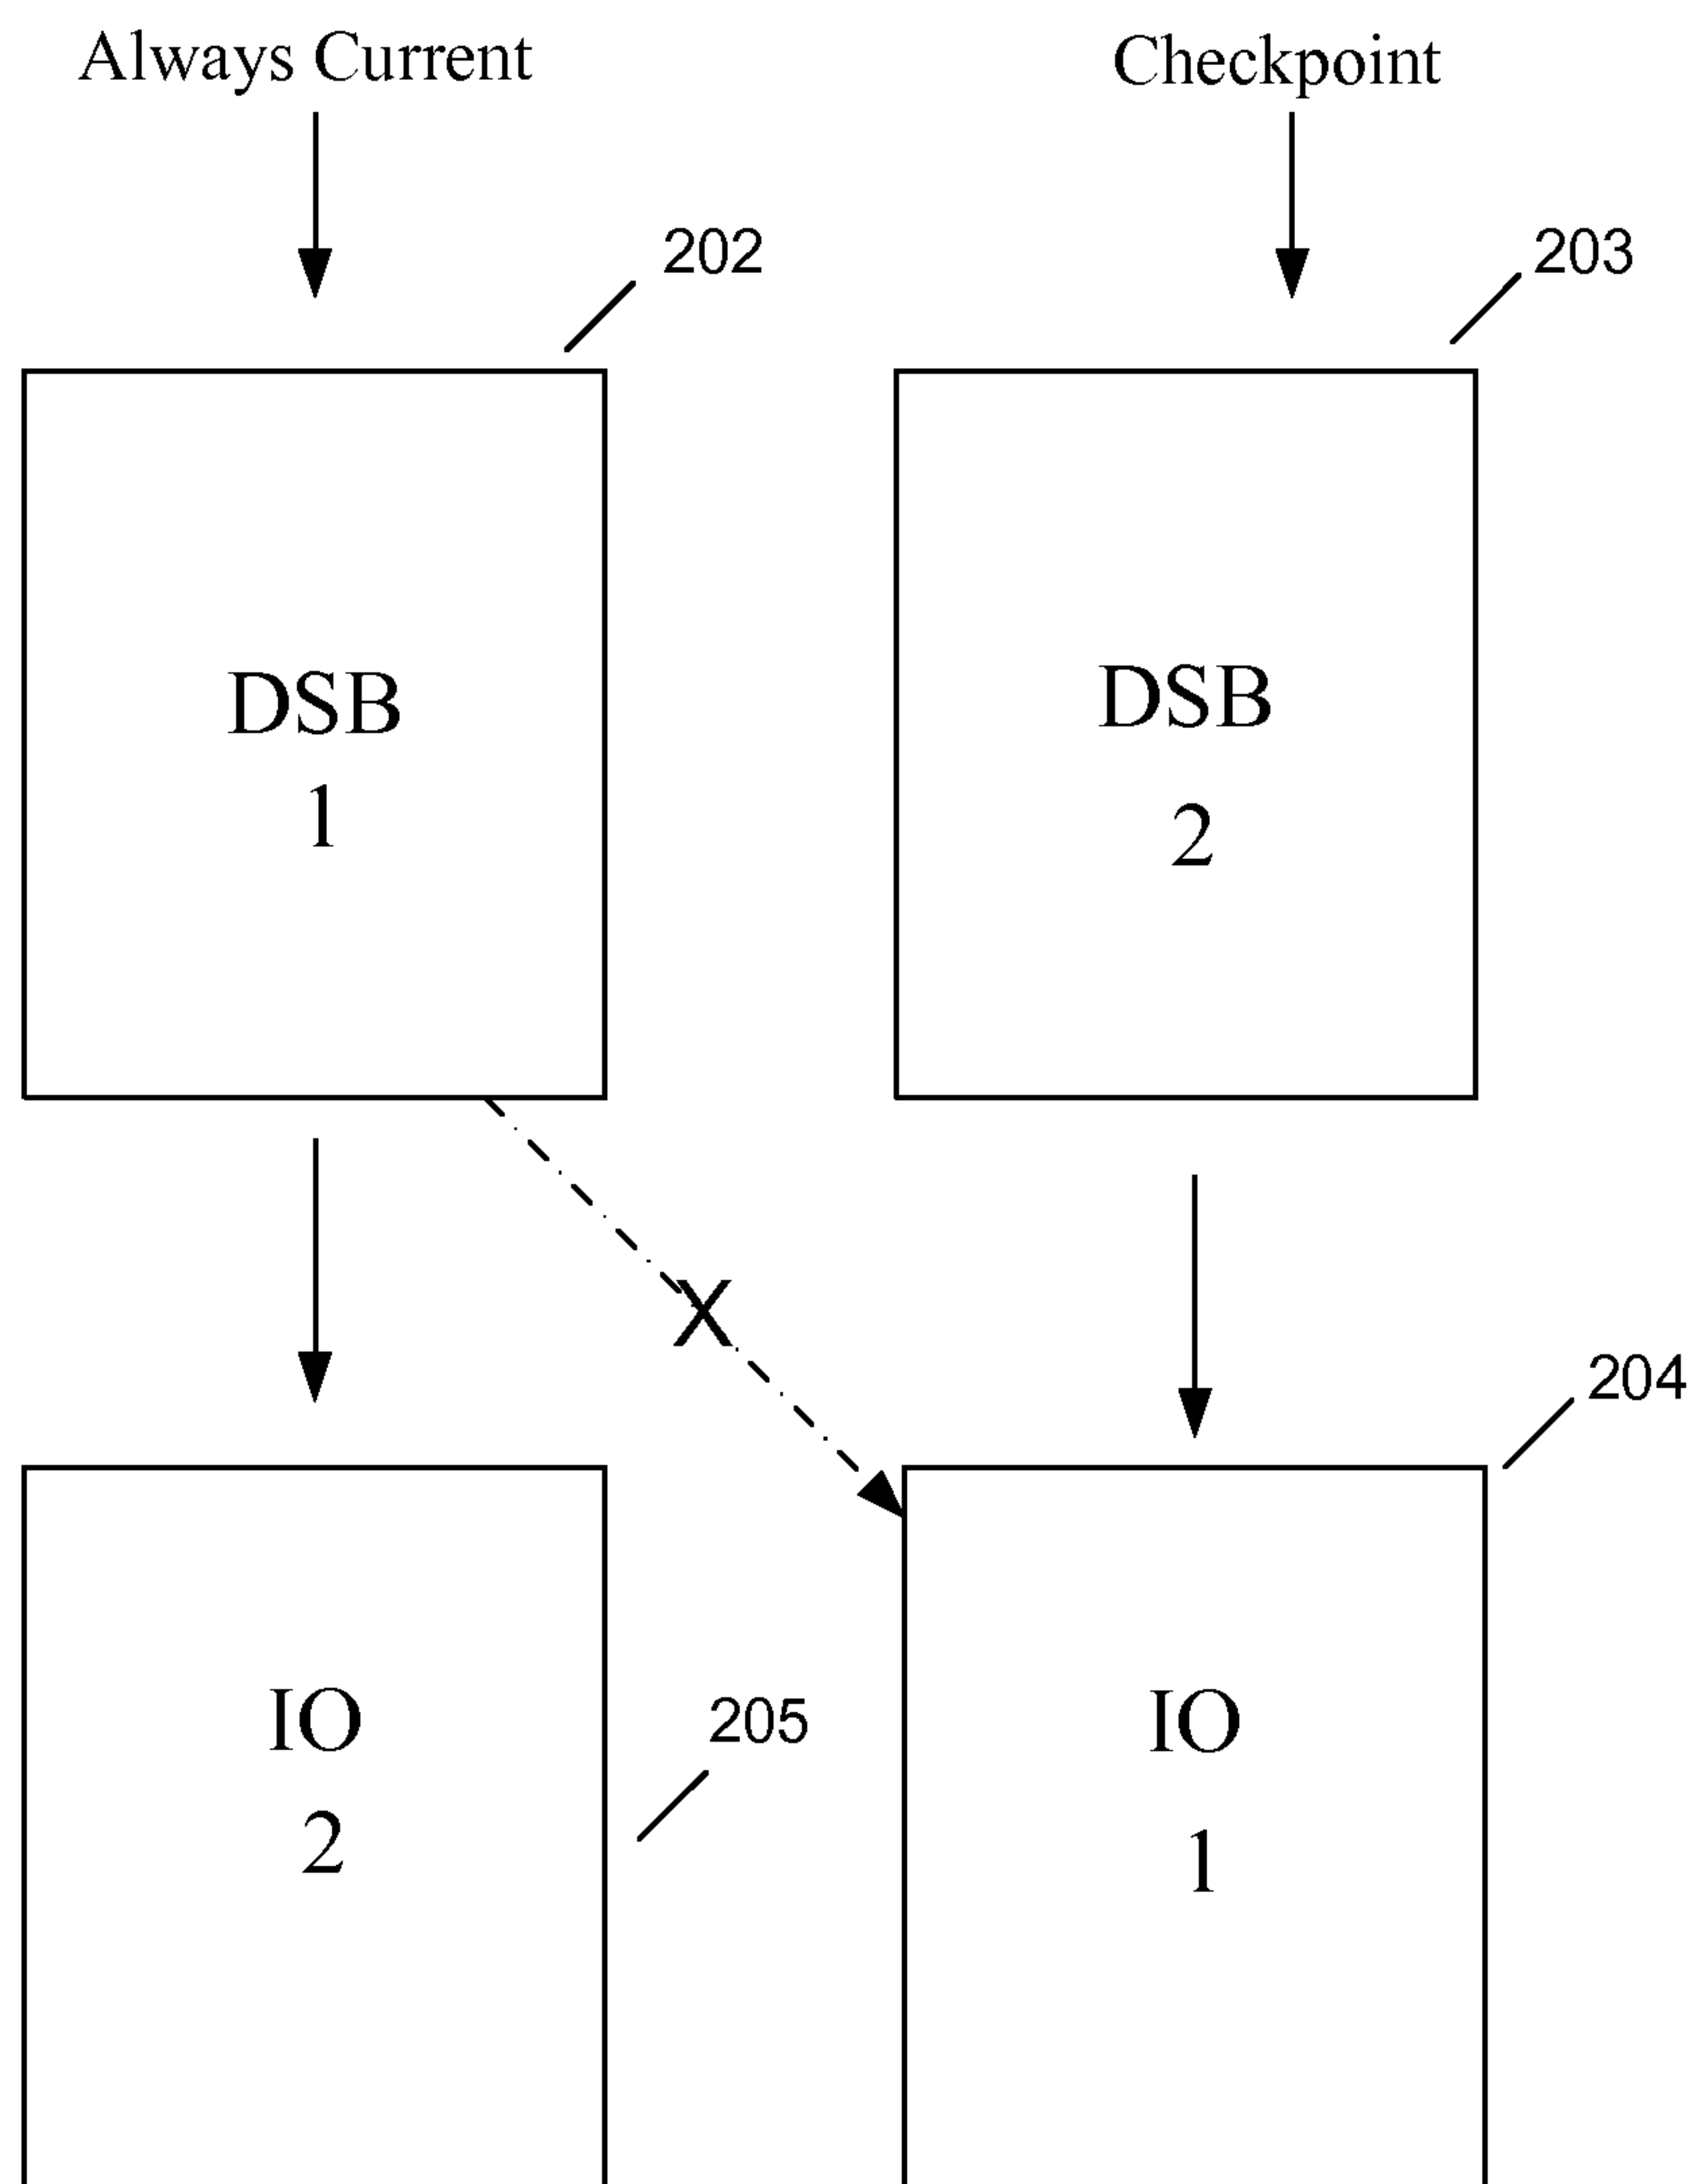 Always Current
Checkpoint
202
203
DSB
1
DSB
2
X
204
IO
2
205
IO
1